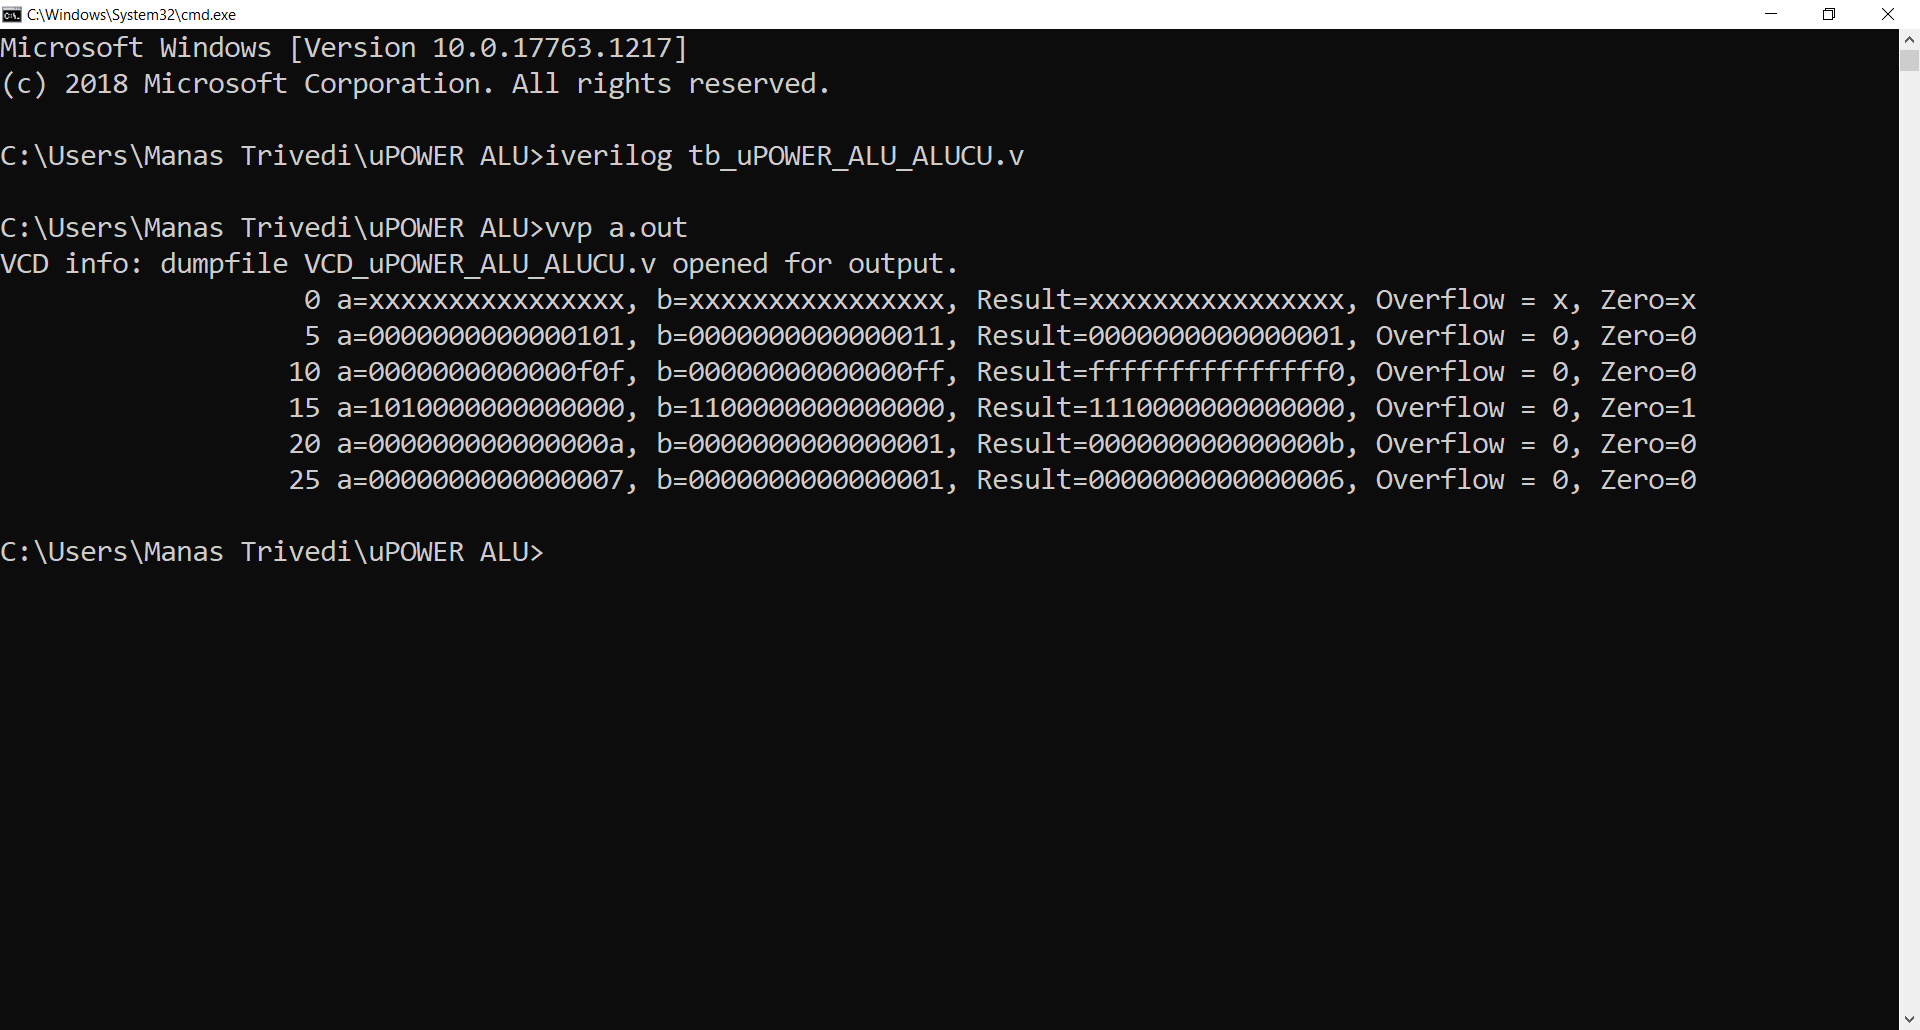 C:\Windows\System32\cmd.exe
Microsoft Windows [Version 10.0.17763.1217]
(c) 2018 Microsoft Corporation. All rights reserved.
C:\Users\Manas Trivedi\uPOWER ALU>iverilog tb_uPOWER_ALU_ALUCU.v
C:\Users\Manas Trivedi\uPOWER ALU>vvp a.out
VCD info: dumpfile VCD_uPOWER_ALU_ALUCU.v opened for output.
0 a=xxxxxxxxxxxxxxxx, b=xxxxxxxxxxxxxxxx, Result=xxxxxxxxxxxxxxxx, Overflow = x, Zero=x
5 a=0000000000000101, b=0000000000000011, Result=0000000000000001, Overflow = 0, Zero=0
10 a=0000000000000f0f, b=00000000000000ff, Result=fffffffffffffff0, Overflow = 0, Zero=0
15 a=1010000000000000, b=1100000000000000, Result=1110000000000000, Overflow = 0, Zero=1
20 a=000000000000000a, b=0000000000000001, Result=000000000000000b, Overflow = 0, Zero=0
25 a=0000000000000007, b=0000000000000001, Result=0000000000000006, Overflow = 0, Zero=0
C:\Users\Manas Trivedi\uPOWER ALU>